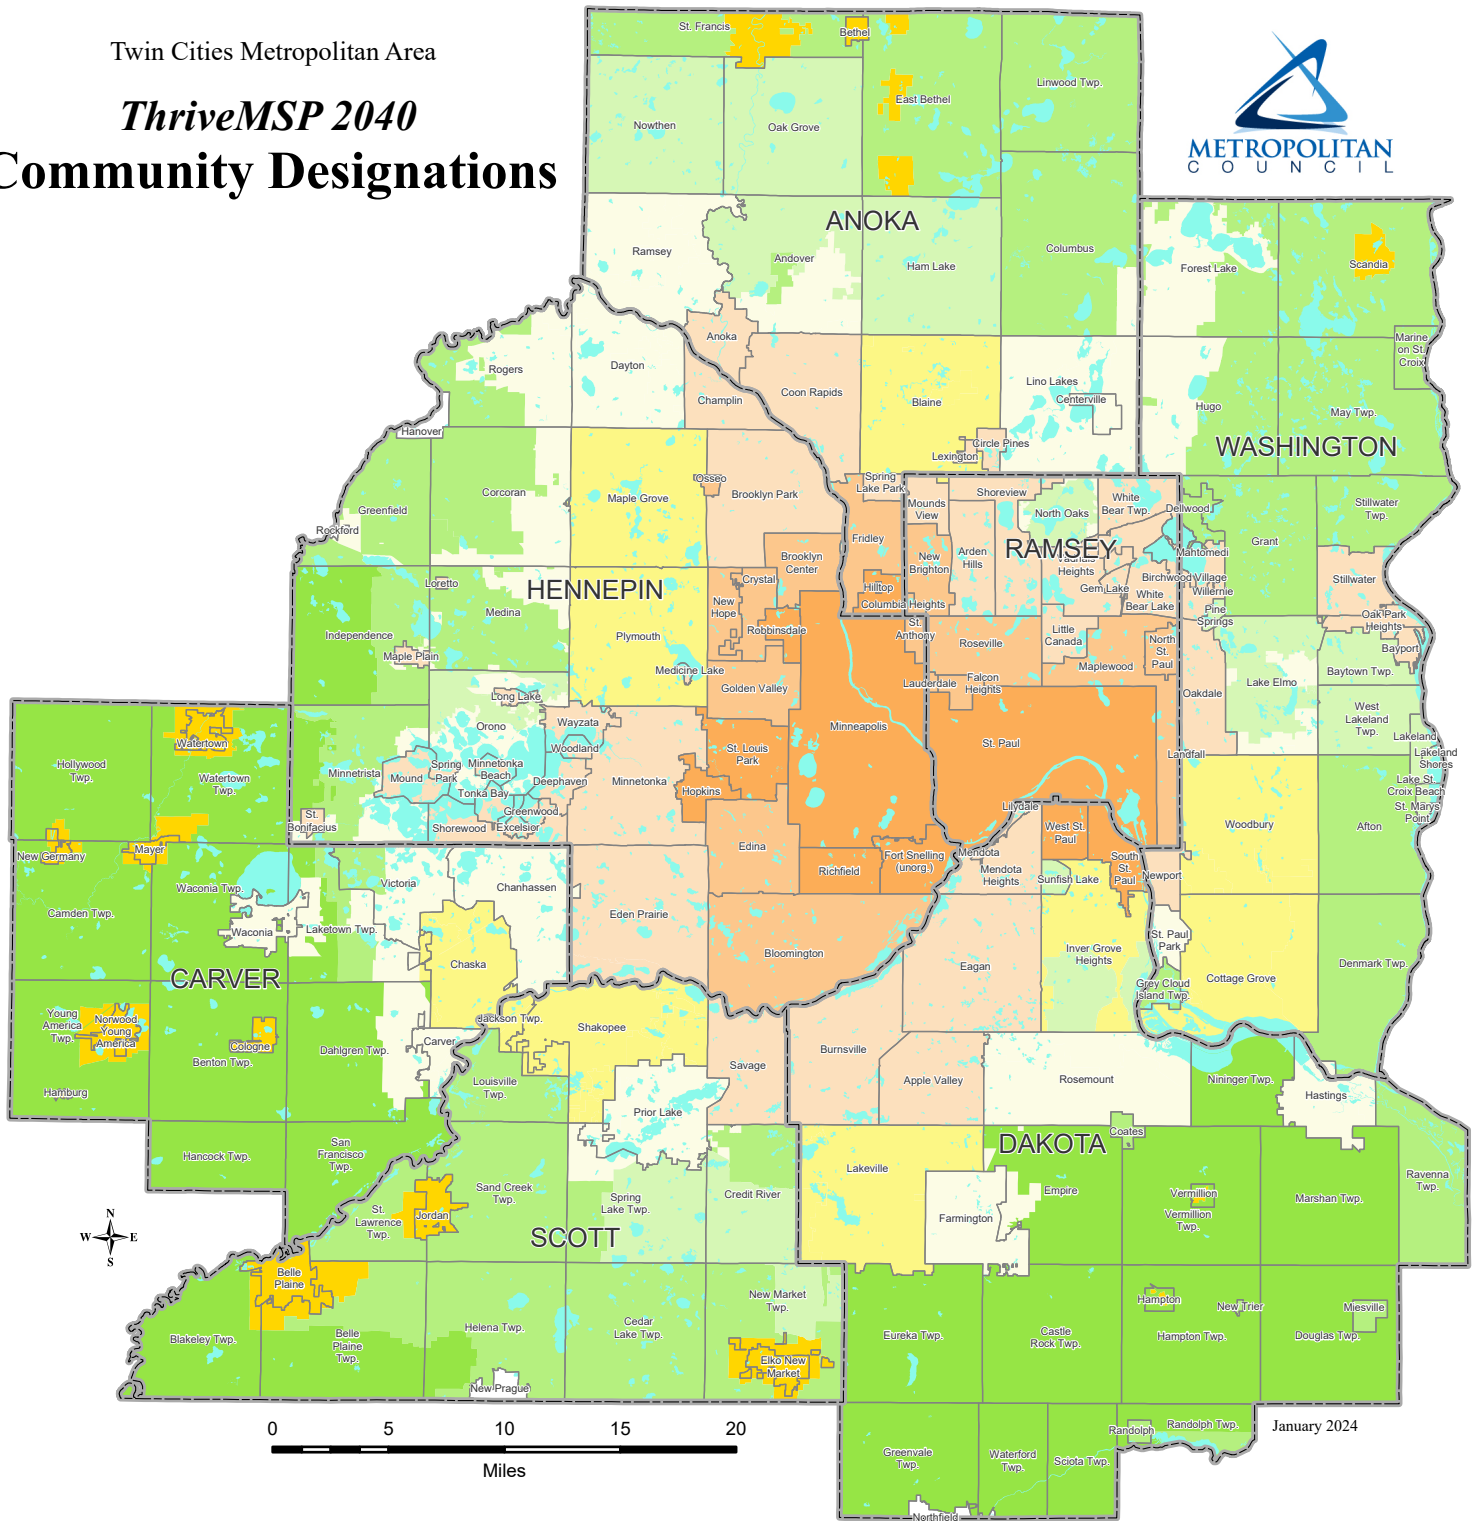 Twin Cities Metropolitan Area
ThriveMSP 2040
Community Designations
METROPOLITAN
COUNCIL
St. Francis
Bethel
East Bethel
Linwood Twp.
Nowthen
Oak Grove
ANOKA
Ramsey
Andover
Ham Lake
Columbus
Forest Lake
Scandia
Marine
on St.
Croix
Anoka
Rogers
Dayton
Champlin
Coon Rapids
Blaine
Lino Lakes
Centerville
Hugo
May Twp.
WASHINGTON
Hanover
Circle Pines
Lexington
Corcoran
Maple Grove
Osseo
Brooklyn Park
Spring
Lake Park
Mounds
View
Shoreview
North Oaks
White
Bear Twp.
Dellwood
Stillwater
Twp.
Greenfield
Rockford
Fridley
RAMSEY
Grant
Brooklyn
Center
New
Brighton
Arden
Hills
Vadnais
Heights
Mahtomedi
Birchwood Village
Willernie
Stillwater
Loretto
HENNEPIN
Crystal
Hilltop
Gem Lake
White
Bear Lake
Medina
New
Hope
Columbia Heights
Pine
Springs
Oak Park
Heights
Independence
Plymouth
Robbinsdale
St.
Anthony
Roseville
Little
Canada
North
St.
Paul
Bayport
Maple Plain
Medicine Lake
Maplewood
Baytown Twp.
Golden Valley
Lauderdale
Falcon
Heights
Oakdale
Lake Elmo
Long Lake
West
Lakeland
Twp.
Orono
Wayzata
Minneapolis
Lakeland
Watertown
Woodland
St. Louis
Park
St. Paul
Landfall
Lakeland
Shores
Hollywood
Twp.
Watertown
Twp.
Minnetrista
Mound
Spring
Park
Minnetonka
Beach
Deephaven
Minnetonka
Hopkins
Lake St.
Croix Beach
Tonka Bay
St. Marys
Point
St.
Bonifacius
Greenwood
Shorewood
Excelsior
Lilydale
West St.
Paul
Woodbury
Afton
New Germany
Mayer
Edina
Fort Snelling
(unorg.)
Mendota
South
St.
Paul
Richfield
Mendota
Heights
Sunfish Lake
Newport
Waconia Twp.
Victoria
Chanhassen
Camden Twp.
Waconia
Laketown Twp.
Eden Prairie
Bloomington
Inver Grove
Heights
St. Paul
Park
CARVER
Chaska
Eagan
Cottage Grove
Denmark Twp.
Grey Cloud
Island Twp.
Young
America
Twp.
Norwood
Young
America
Cologne
Benton Twp.
Dahlgren Twp.
Carver
Jackson Twp.
Shakopee
Savage
Burnsville
Hamburg
Louisville
Twp.
Apple Valley
Rosemount
Nininger Twp.
Hastings
Prior Lake
Coates
DAKOTA
Hancock Twp.
San
Francisco
Twp.
Lakeville
Ravenna
Twp.
Sand Creek
Twp.
Spring
Lake Twp.
Credit River
Empire
Vermillion
Vermillion
Twp.
Marshan Twp.
St.
Lawrence
Twp.
Jordan
Farmington
SCOTT
N
W
E
S
Belle
Plaine
New Market
Twp.
Hampton
New Trier
Miesville
Blakeley Twp.
Belle
Plaine
Twp.
Helena Twp.
Cedar
Lake Twp.
Eureka Twp.
Castle
Rock Twp.
Hampton Twp.
Douglas Twp.
Elko New
Market
New Prague
0 5 10 15 20
Miles
Randolph
Randolph Twp.
January 2024
Greenvale
Twp.
Waterford
Twp.
Sciota Twp.
Northfield